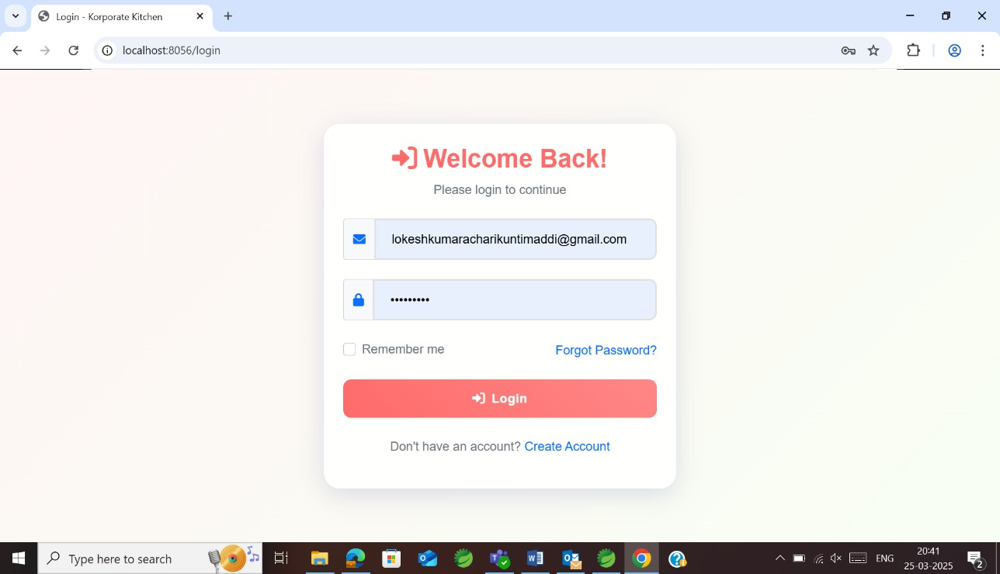 Login - Korporate Kitchen
localhost:8056/login
Welcome Back!
Please login to continue
lokeshkumaracharikuntimaddi@gmail.com
•••••••••
Remember me
Forgot Password?
Login
Don't have an account? Create Account
Type here to search
ENG
20:41
25-03-2025
2